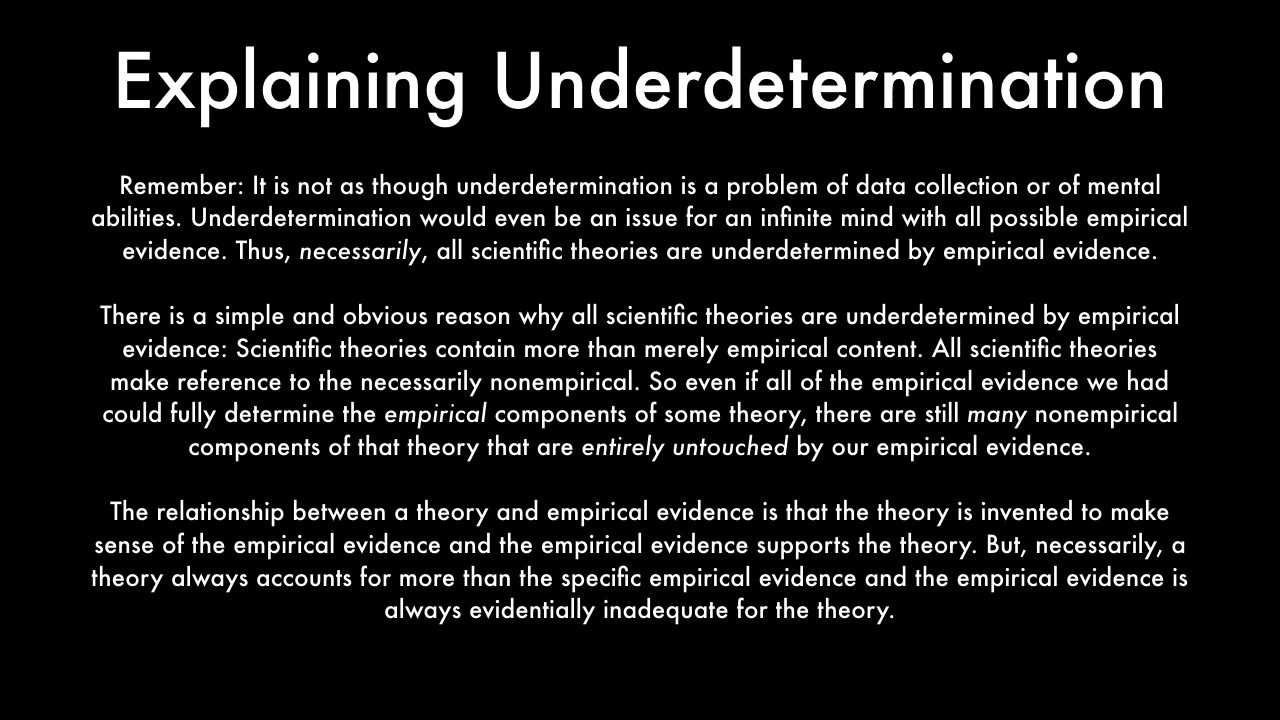 Explaining Underdetermination
Remember: It is not as though underdetermination is a problem of data collection or of mental
abilities. Underdetermination would even be an issue for an infinite mind with all possible empirical
evidence. Thus, necessarily, all scientific theories are underdetermined by empirical evidence.
There is a simple and obvious reason why all scientific theories are underdetermined by empirical
evidence: Scientific theories contain more than merely empirical content. All scientific theories
make reference to the necessarily nonempirical. So even if all of the empirical evidence we had
could fully determine the empirical components of some theory, there are still many nonempirical
components of that theory that are entirely untouched by our empirical evidence.
The relationship between a theory and empirical evidence is that the theory is invented to make
sense of the empirical evidence and the empirical evidence supports the theory. But, necessarily, a
theory always accounts for more than the specific empirical evidence and the empirical evidence is
always evidentially inadequate for the theory.